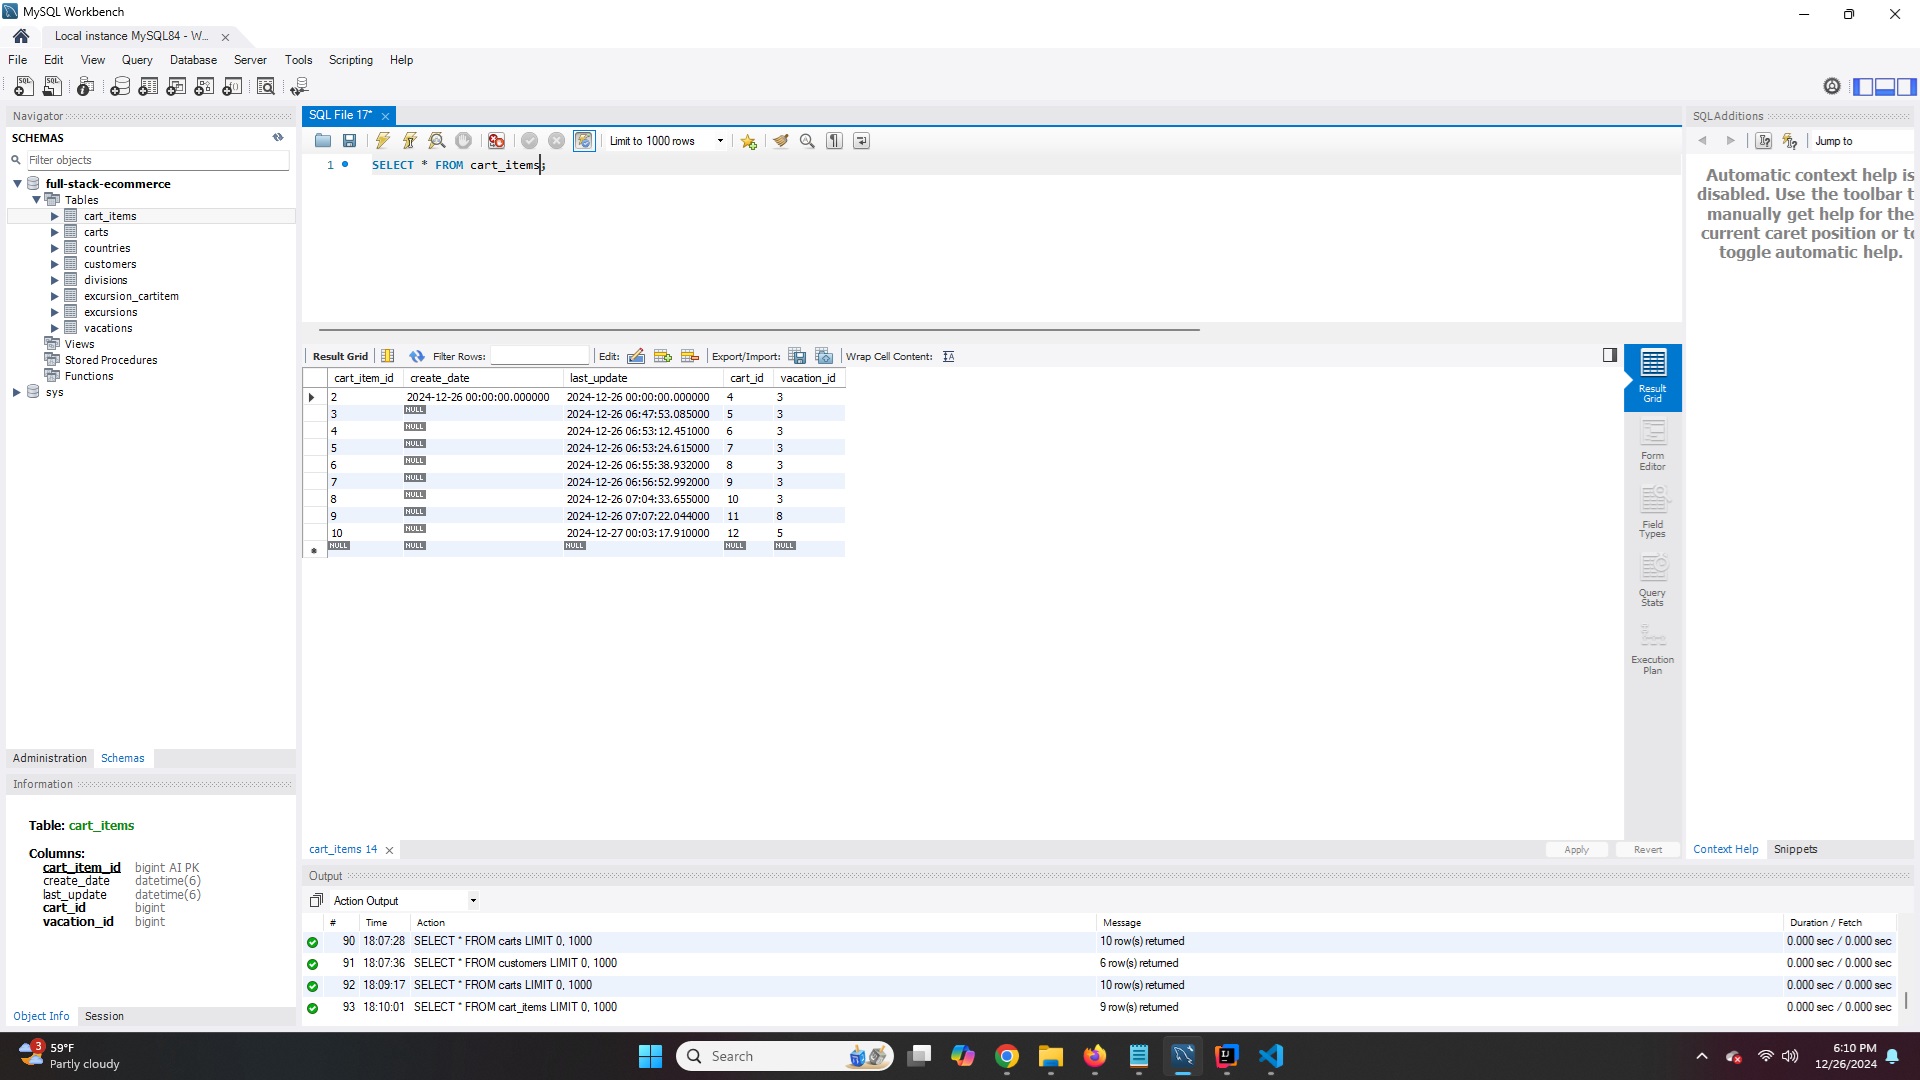 MySQL Workbench
Local instance MySQL84 - W...
File Edit View Query Database Server Tools Scripting Help
Navigator
SCHEMAS
Filter objects
full-stack-ecommerce
Tables
cart_items
carts
countries
customers
divisions
excursion_cartitem
excursions
vacations
Views
Stored Procedures
Functions
sys
Administration Schemas
Information
Table: cart_items
Columns:
cart_item_id bigint AI PK
create_date datetime(6)
last_update datetime(6)
cart_id bigint
vacation_id bigint
Object Info Session
SQL File 17*
Limit to 1000 rows
1 SELECT * FROM cart_items;
Result Grid Filter Rows: Edit: Export/Import: Wrap Cell Content:
cart_item_id create_date last_update cart_id vacation_id
2 2024-12-26 00:00:00.000000 2024-12-26 00:00:00.000000 4 3
3 NULL 2024-12-26 06:47:53.085000 5 3
4 NULL 2024-12-26 06:53:12.451000 6 3
5 NULL 2024-12-26 06:53:24.615000 7 3
6 NULL 2024-12-26 06:55:38.932000 8 3
7 NULL 2024-12-26 06:56:52.992000 9 3
8 NULL 2024-12-26 07:04:33.655000 10 3
9 NULL 2024-12-26 07:07:22.044000 11 8
10 NULL 2024-12-27 00:03:17.910000 12 5
NULL NULL NULL NULL NULL
Result
Grid
Form
Editor
Field
Types
Query
Stats
Execution
Plan
cart_items 14
Apply Revert
SQLAdditions
Jump to
Automatic context help is
disabled. Use the toolbar t
manually get help for the
current caret position or to
toggle automatic help.
Context Help Snippets
Output
Action Output
# Time Action Message Duration / Fetch
90 18:07:28 SELECT * FROM carts LIMIT 0, 1000 10 row(s) returned 0.000 sec / 0.000 sec
91 18:07:36 SELECT * FROM customers LIMIT 0, 1000 6 row(s) returned 0.000 sec / 0.000 sec
92 18:09:17 SELECT * FROM carts LIMIT 0, 1000 10 row(s) returned 0.000 sec / 0.000 sec
93 18:10:01 SELECT * FROM cart_items LIMIT 0, 1000 9 row(s) returned 0.000 sec / 0.000 sec
3
59°F
Partly cloudy
Search
6:10 PM
12/26/2024